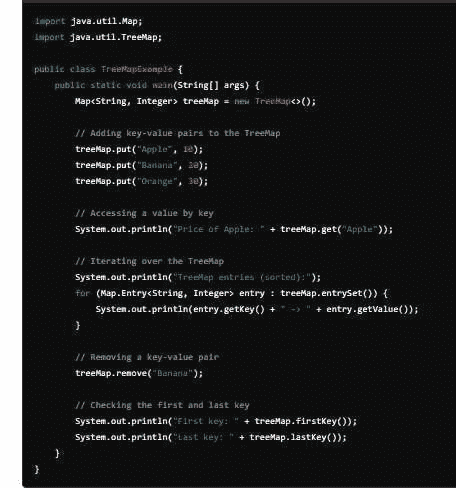 import java.util.Map;
import java.util.TreeMap;
public class TreeMapExample {
public static void main(String[] args) {
Map<String, Integer> treeMap = new TreeMap<>();
// Adding key-value pairs to the TreeMap
treeMap.put("Apple", 10);
treeMap.put("Banana", 20);
treeMap.put("Orange", 30);
// Accessing a value by key
System.out.println("Price of Apple: " + treeMap.get("Apple"));
// Iterating over the TreeMap
System.out.println("TreeMap entries (sorted):");
for (Map.Entry<String, Integer> entry : treeMap.entrySet()) {
System.out.println(entry.getKey() + " -> " + entry.getValue());
}
// Removing a key-value pair
treeMap.remove("Banana");
// Checking the first and last key
System.out.println("First key: " + treeMap.firstKey());
System.out.println("Last key: " + treeMap.lastKey());
}
}